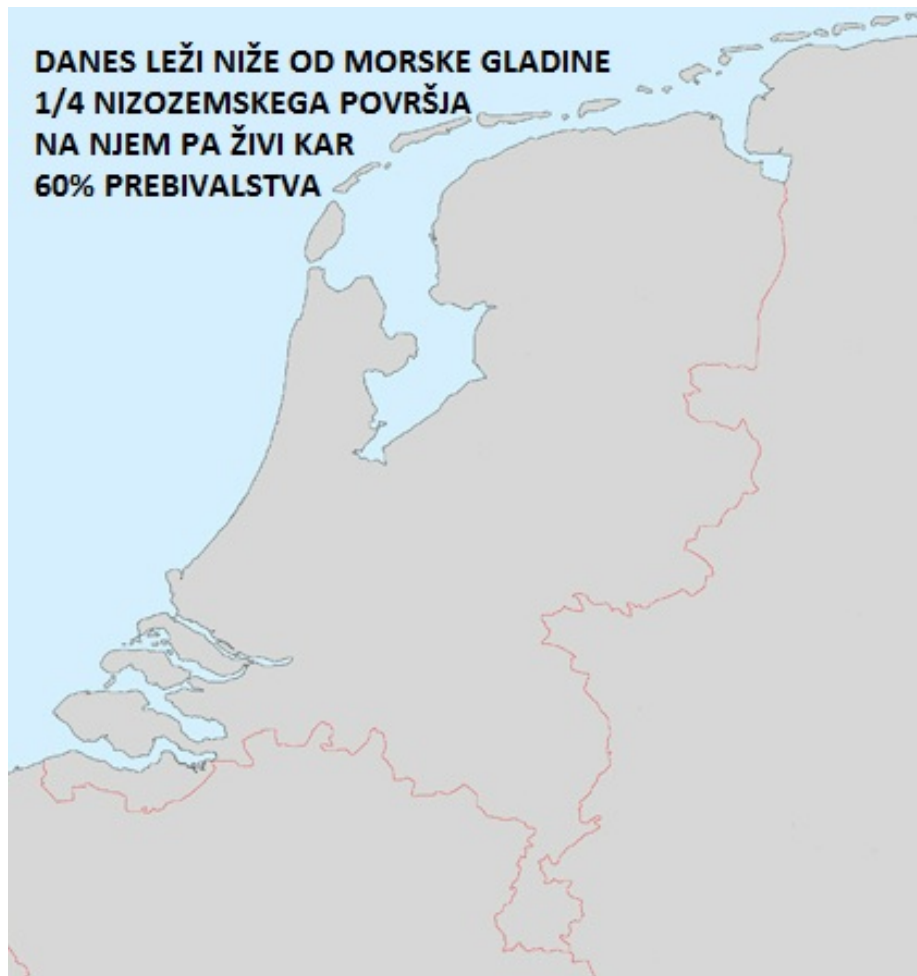 DANES LEŽI NIŽE OD MORSKE GLADINE
1/4 NIZOZEMSKEGA POVRŠJA
NA NJEM PA ŽIVI KAR
60% PREBIVALSTVA